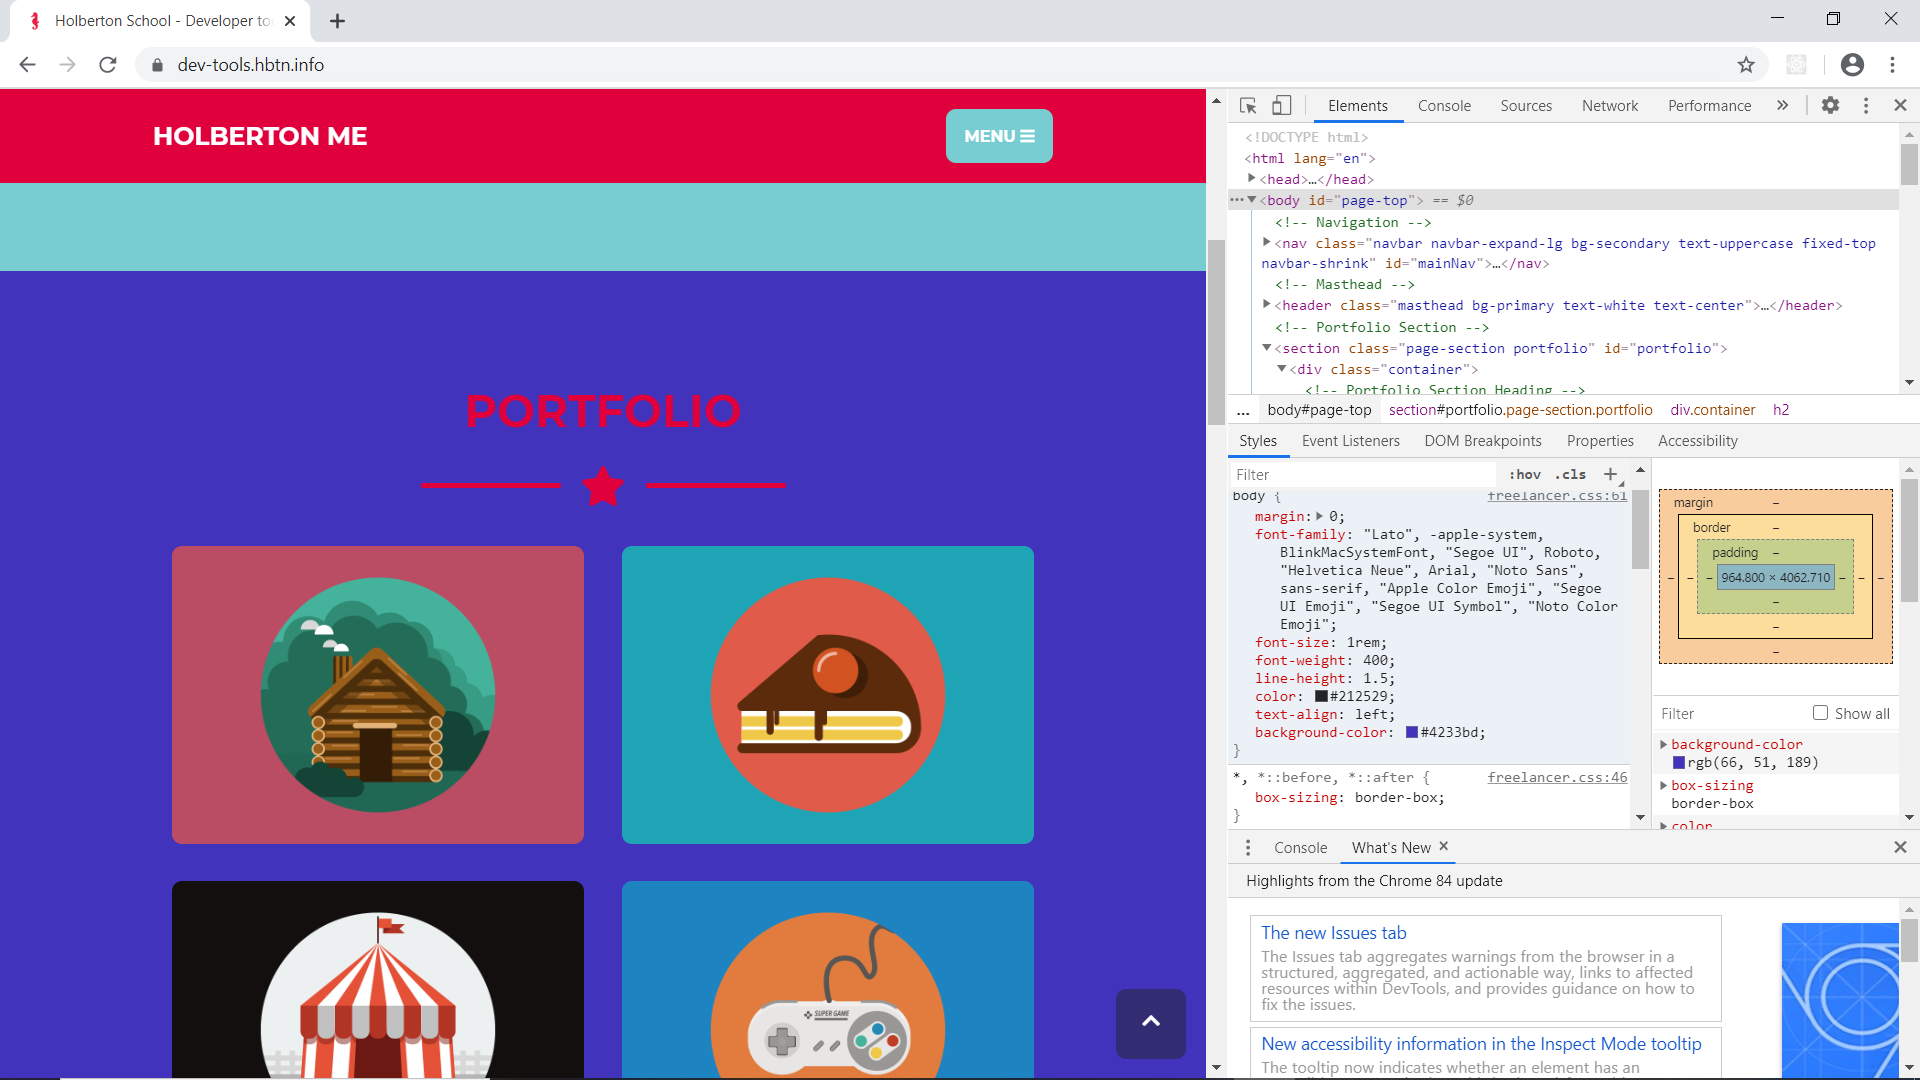 Holberton School - Developer to
dev-tools.hbtn.info
HOLBERTON ME
MENU
PORTFOLIO
SUPER GAME
Elements
Console
Sources
Network
Performance
<!DOCTYPE html>
<html lang="en">
<head>…</head>
<body id="page-top"> == $0
<!-- Navigation -->
<nav class="navbar navbar-expand-lg bg-secondary text-uppercase fixed-top
navbar-shrink" id="mainNav">…</nav>
<!-- Masthead -->
<header class="masthead bg-primary text-white text-center">…</header>
<!-- Portfolio Section -->
<section class="page-section portfolio" id="portfolio">
<div class="container">
<!-- Portfolio Section Heading -->
... body#page-top section#portfolio.page-section.portfolio div.container h2
Styles Event Listeners DOM Breakpoints Properties Accessibility
Filter :hov .cls +
body { freelancer.css:61
margin: 0;
font-family: "Lato", -apple-system,
BlinkMacSystemFont, "Segoe UI", Roboto,
"Helvetica Neue", Arial, "Noto Sans",
sans-serif, "Apple Color Emoji", "Segoe
UI Emoji", "Segoe UI Symbol", "Noto Color
Emoji";
font-size: 1rem;
font-weight: 400;
line-height: 1.5;
color: #212529;
text-align: left;
background-color: #4233bd;
}
*, *::before, *::after { freelancer.css:46
box-sizing: border-box;
}
margin –
border –
padding –
– – – 964.800 × 4062.710 – – –
–
–
–
Filter Show all
background-color
rgb(66, 51, 189)
box-sizing
border-box
color
Console What's New
Highlights from the Chrome 84 update
The new Issues tab
The Issues tab aggregates warnings from the browser in a
structured, aggregated, and actionable way, links to affected
resources within DevTools, and provides guidance on how to
fix the issues.
New accessibility information in the Inspect Mode tooltip
The tooltip now indicates whether an element has an